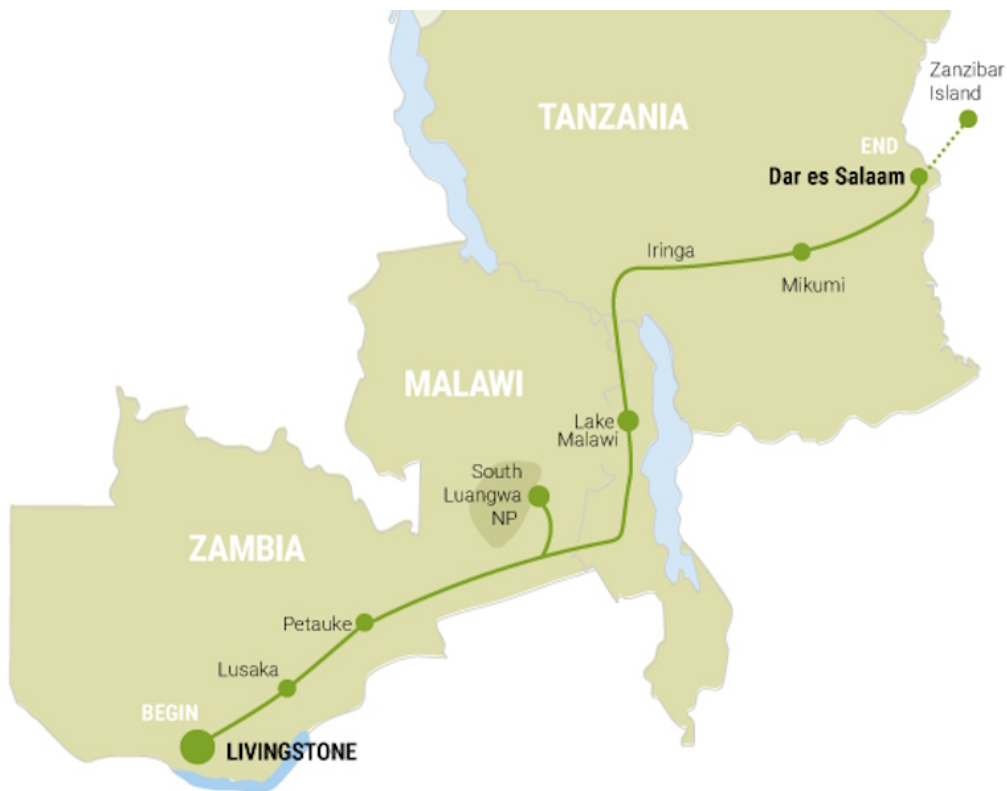 Zanzibar
Island
TANZANIA
END
Dar es Salaam
Iringa
Mikumi
MALAWI
Lake
Malawi
South
Luangwa
NP
ZAMBIA
Petauke
Lusaka
BEGIN
LIVINGSTONE